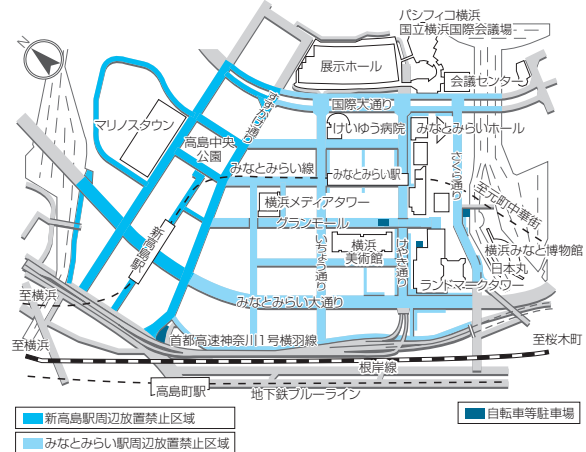 パシフィコ横浜
国立横浜国際会議場
N
展示ホール
会議センター
国際大通り
すずかけ通り
マリノスタウン
けいゆう病院
みなとみらいホール
高島中央
公園
さくら通り
みなとみらい線
みなとみらい駅
至元町中華街
横浜メディアタワー
グランモール
新高島駅
いちょう通り
横浜
美術館
けやき通り
横浜みなと博物館
日本丸
ランドマークタワー
至横浜
みなとみらい大通り
至横浜
首都高速神奈川1号横羽線
至桜木町
根岸線
高島町駅
地下鉄ブルーライン
新高島駅周辺放置禁止区域
自転車等駐車場
みなとみらい駅周辺放置禁止区域